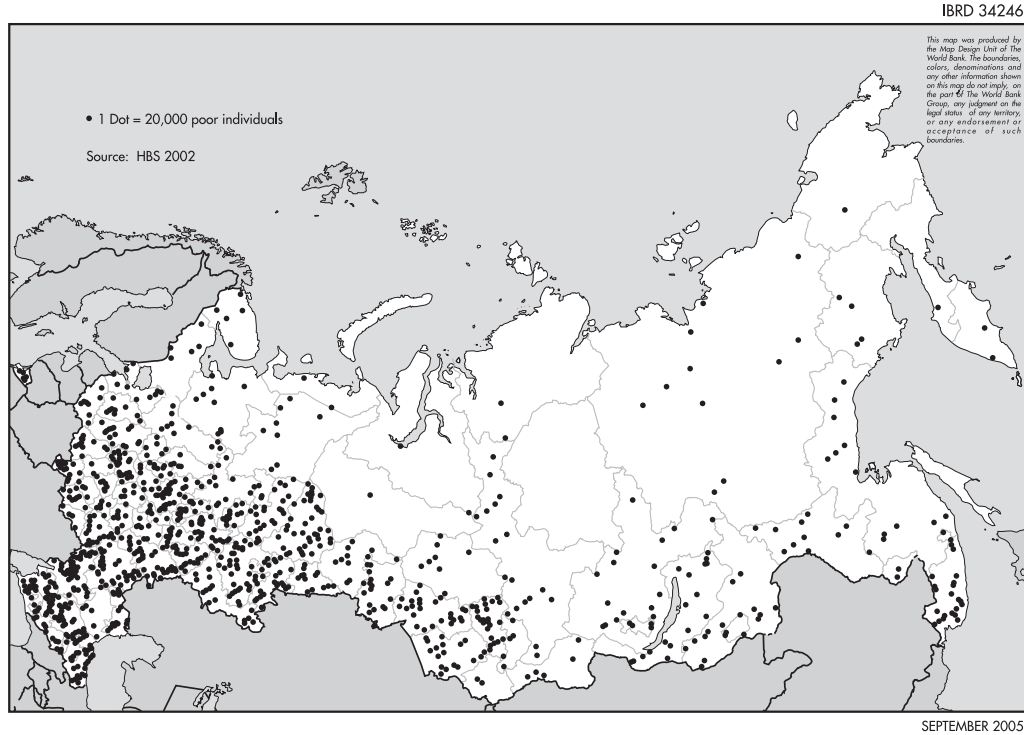 IBRD 34246
This map was produced by
the Map Design Unit of The
World Bank. The boundaries,
colors, denominations and
any other information shown
on this map do not imply, on
the part of The World Bank
Group, any judgment on the
legal status of any territory,
or any endorsement or
acceptance of such
boundaries.
• 1 Dot = 20,000 poor individuals
Source: HBS 2002
SEPTEMBER 2005